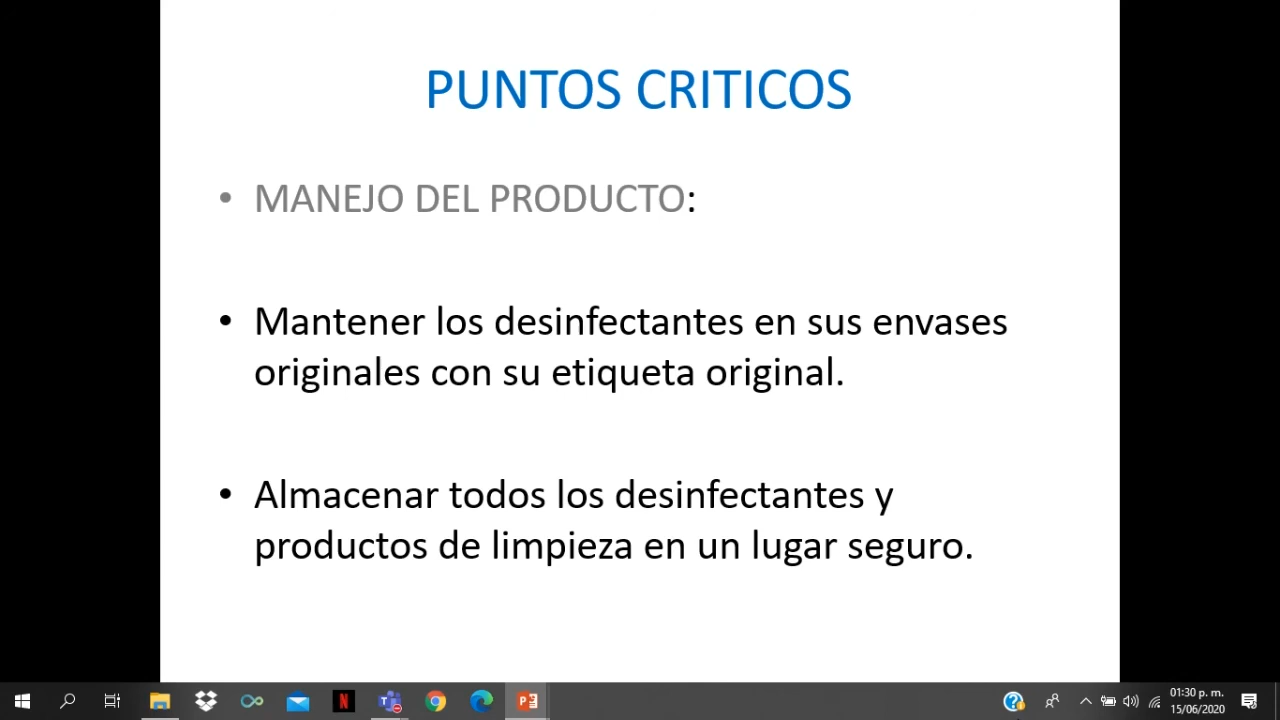 PUNTOS CRITICOS
• MANEJO DEL PRODUCTO:
• Mantener los desinfectantes en sus envases
originales con su etiqueta original.
• Almacenar todos los desinfectantes y
productos de limpieza en un lugar seguro.
01:30 p. m.
15/06/2020